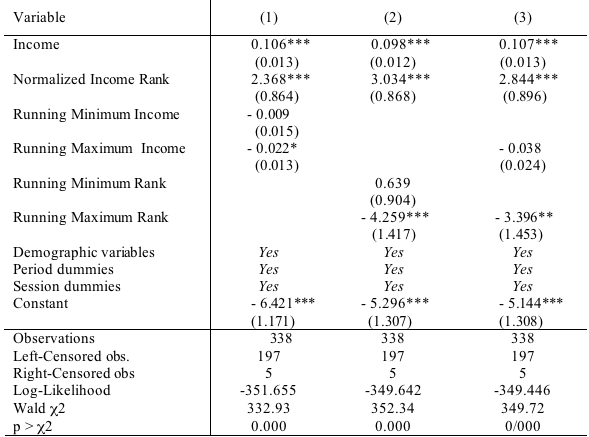 Variable (1) (2) (3)
Income 0.106*** 0.098*** 0.107***
(0.013) (0.012) (0.013)
Normalized Income Rank 2.368*** 3.034*** 2.844***
(0.864) (0.868) (0.896)
Running Minimum Income - 0.009
(0.015)
Running Maximum Income - 0.022* - 0.038
(0.013) (0.024)
Running Minimum Rank 0.639
(0.904)
Running Maximum Rank - 4.259*** - 3.396**
(1.417) (1.453)
Demographic variables Yes Yes Yes
Period dummies Yes Yes Yes
Session dummies Yes Yes Yes
Constant - 6.421*** - 5.296*** - 5.144***
(1.171) (1.307) (1.308)
Observations 338 338 338
Left-Censored obs. 197 197 197
Right-Censored obs 5 5 5
Log-Likelihood -351.655 -349.642 -349.446
Wald χ2 332.93 352.34 349.72
p > χ2 0.000 0.000 0/000